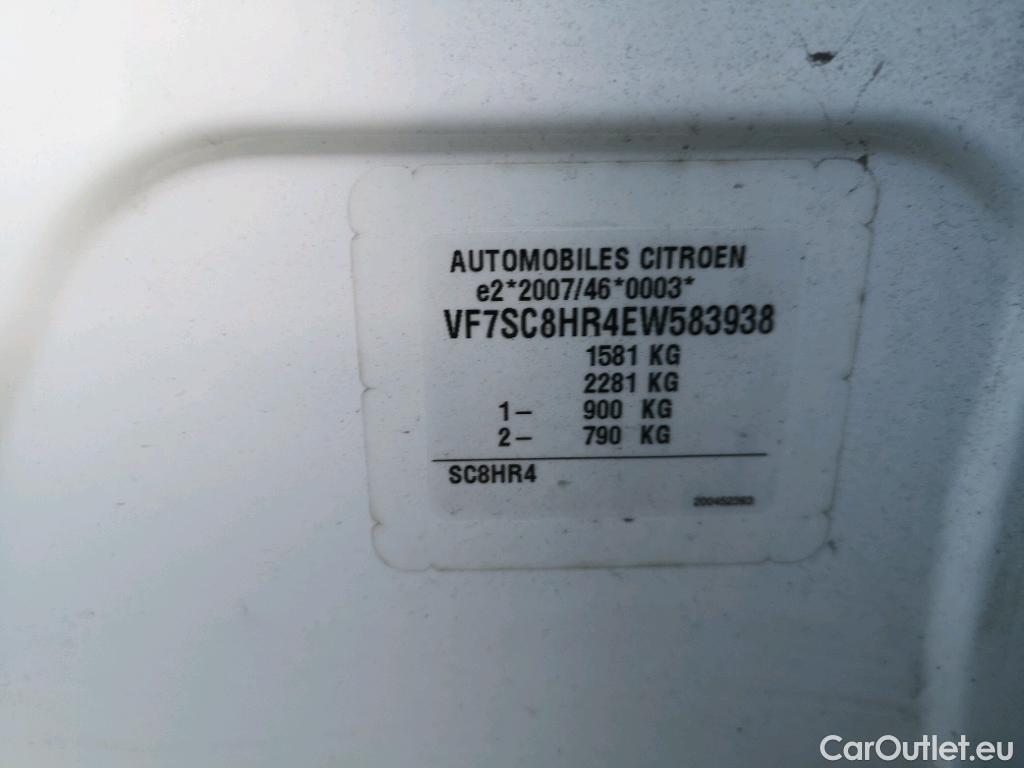 AUTOMOBILES CITROEN
e2*2007/46*0003*
VF7SC8HR4EW583938
1581 KG
2281 KG
1– 900 KG
2– 790 KG
SC8HR4
200452363
CarOutlet.eu